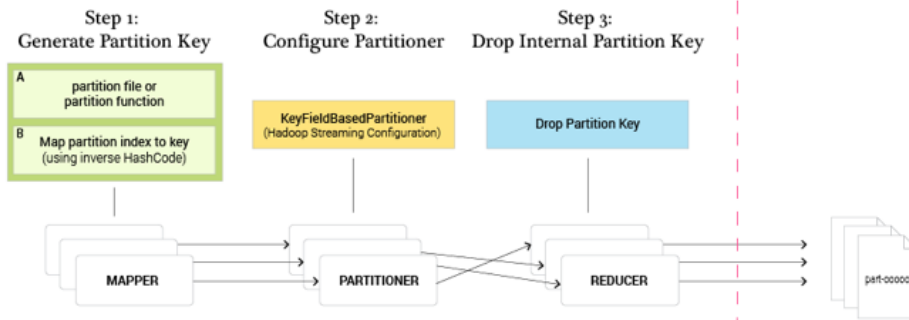 Step 1:
Generate Partition Key
Step 2:
Configure Partitioner
Step 3:
Drop Internal Partition Key
A
partition file or
partition function
B
Map partition index to key
(using inverse HashCode)
KeyFieldBasedPartitioner
(Hadoop Streaming Configuration)
Drop Partition Key
MAPPER
PARTITIONER
REDUCER